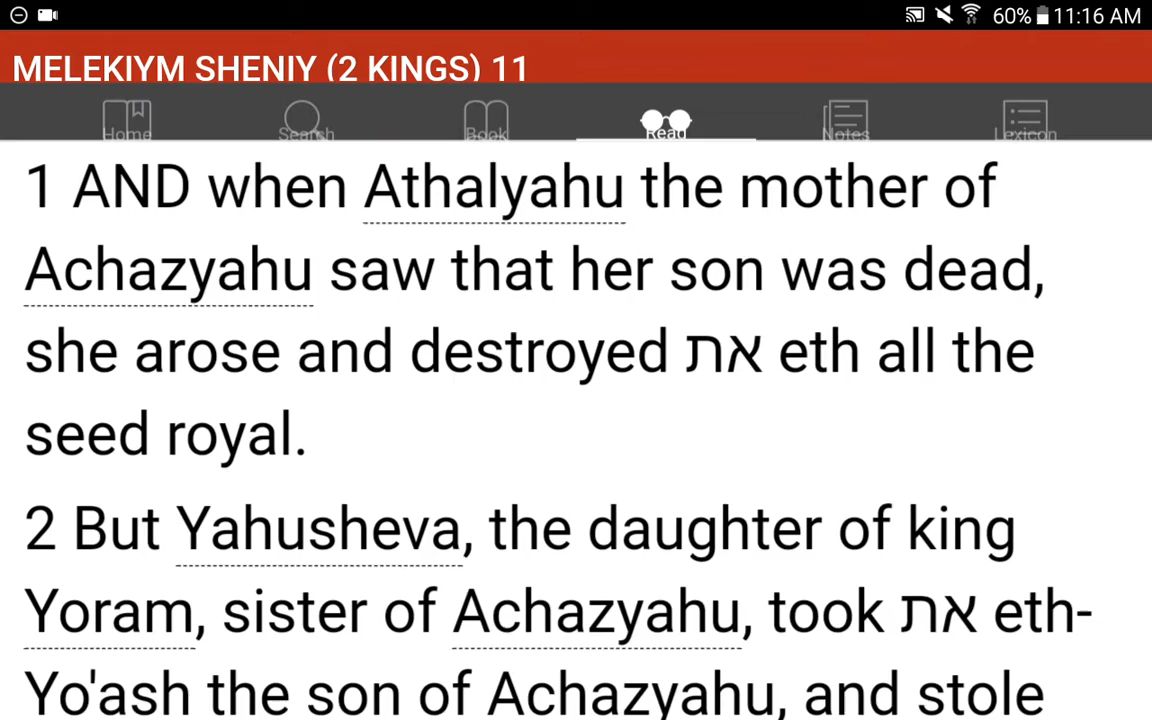 60% 11:16 AM
MELEKIYM SHENIY (2 KINGS) 11
Home Search Book Read Notes Lexicon
1 AND when Athalyahu the mother of
Achazyahu saw that her son was dead,
she arose and destroyed את eth all the
seed royal.
2 But Yahusheva, the daughter of king
Yoram, sister of Achazyahu, took את eth-
Yo'ash the son of Achazyahu, and stole